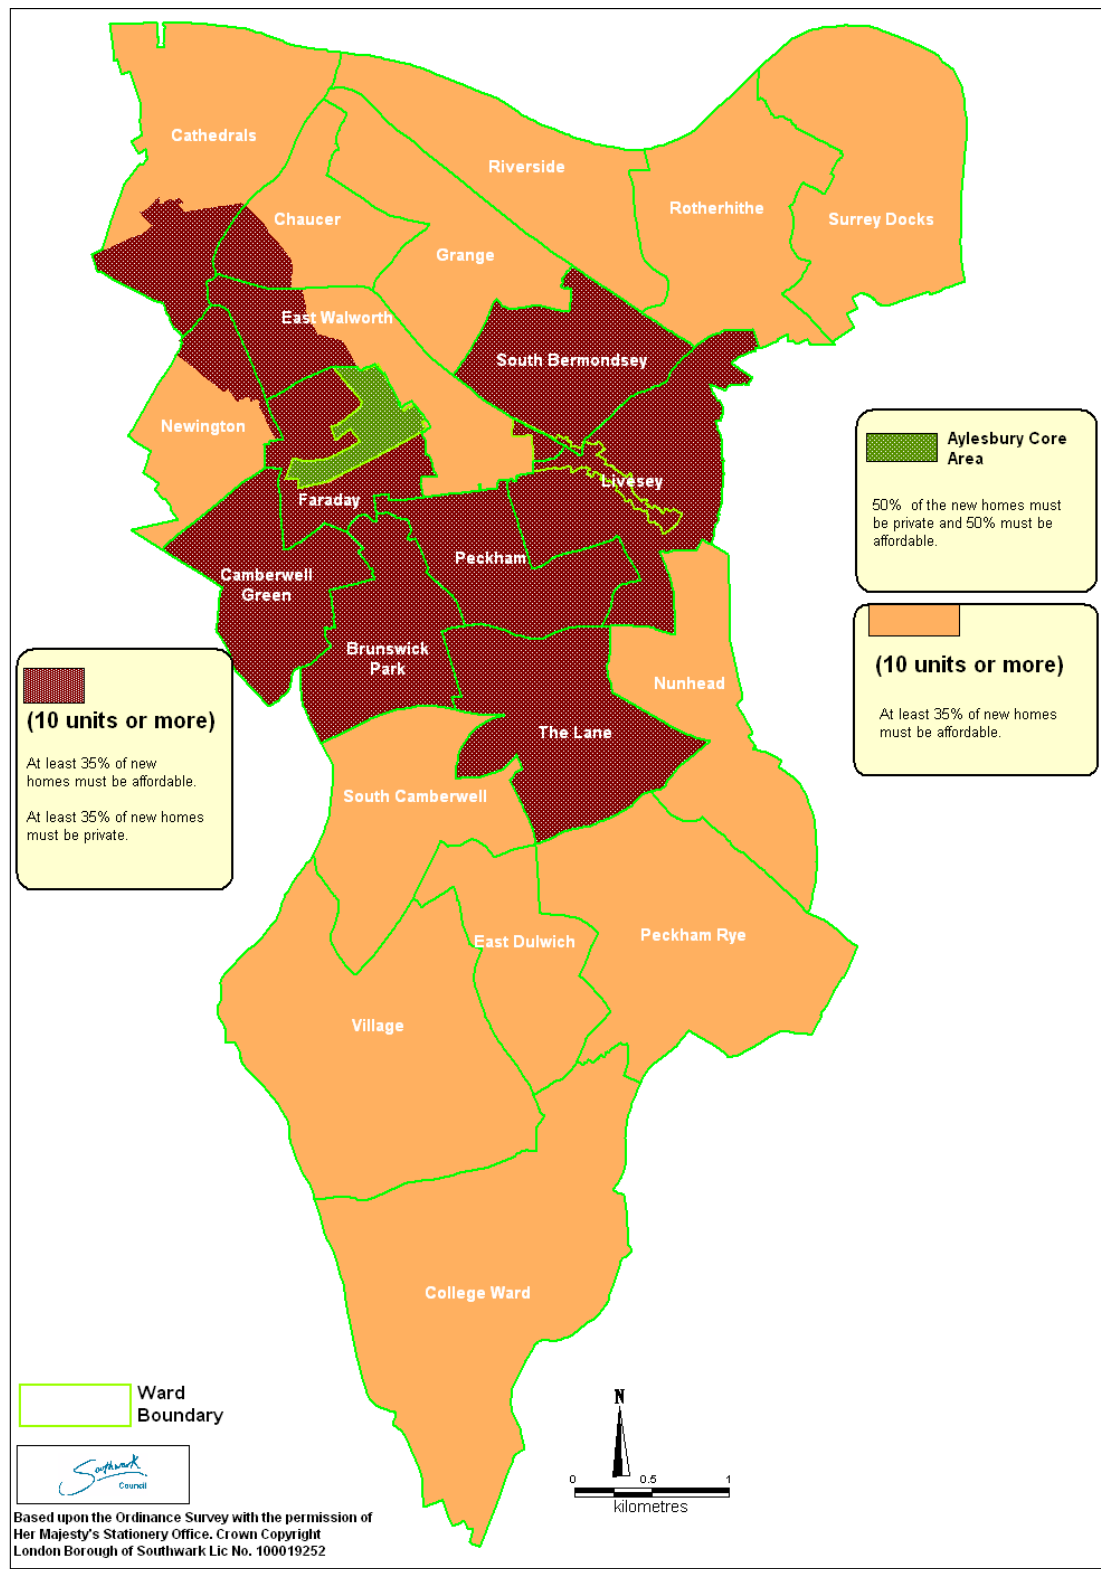 Cathedrals
Riverside
Rotherhithe
Surrey Docks
Chaucer
Grange
East Walworth
South Bermondsey
Newington
Livesey
Faraday
Peckham
Camberwell
Green
Brunswick
Park
Nunhead
The Lane
South Camberwell
East Dulwich
Peckham Rye
Village
College Ward
Aylesbury Core
Area
50% of the new homes must
be private and 50% must be
affordable.
(10 units or more)
At least 35% of new homes
must be affordable.
(10 units or more)
At least 35% of new
homes must be affordable.
At least 35% of new homes
must be private.
Ward
Boundary
Southwark
Council
N
0 0.5 1
kilometres
Based upon the Ordinance Survey with the permission of
Her Majesty's Stationery Office. Crown Copyright
London Borough of Southwark Lic No. 100019252